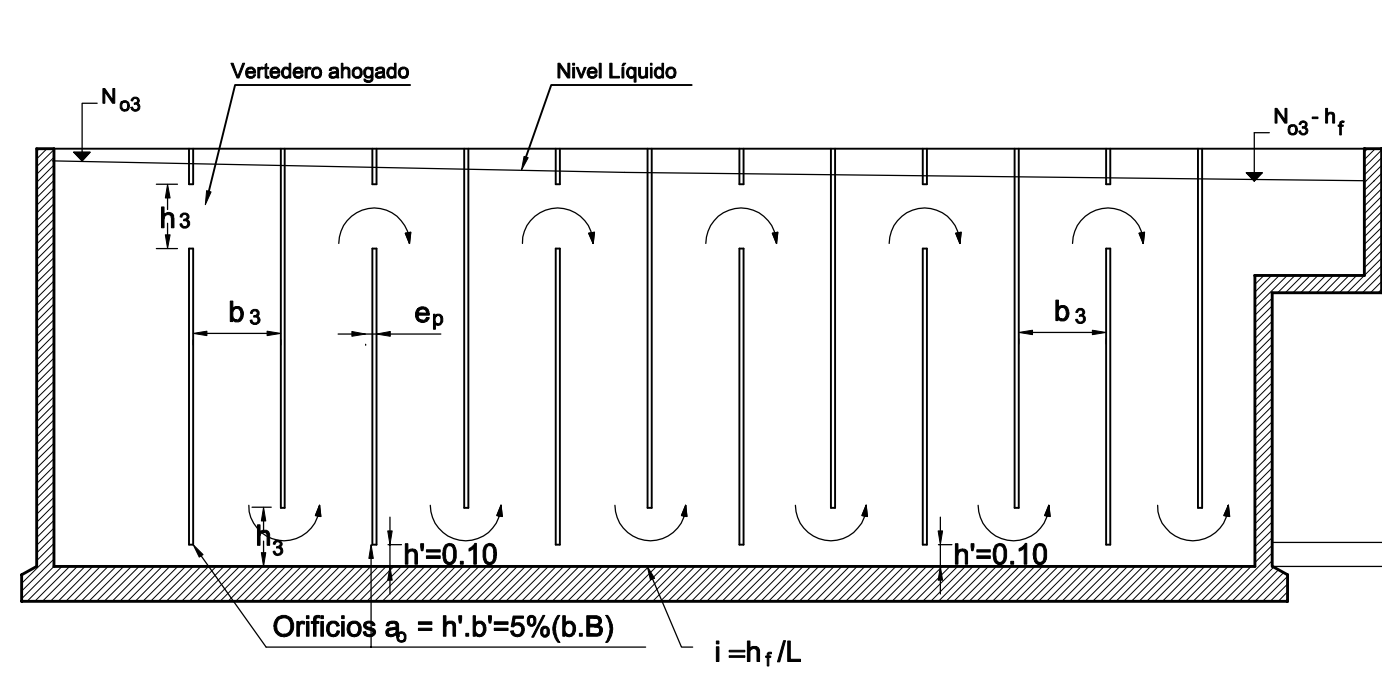 Vertedero ahogado
Nivel Líquido
No3
No3 - hf
h3
b3
ep
b3
h3
h'=0.10
h'=0.10
Orificios ao = h'.b'=5%(b.B)
i =hf /L